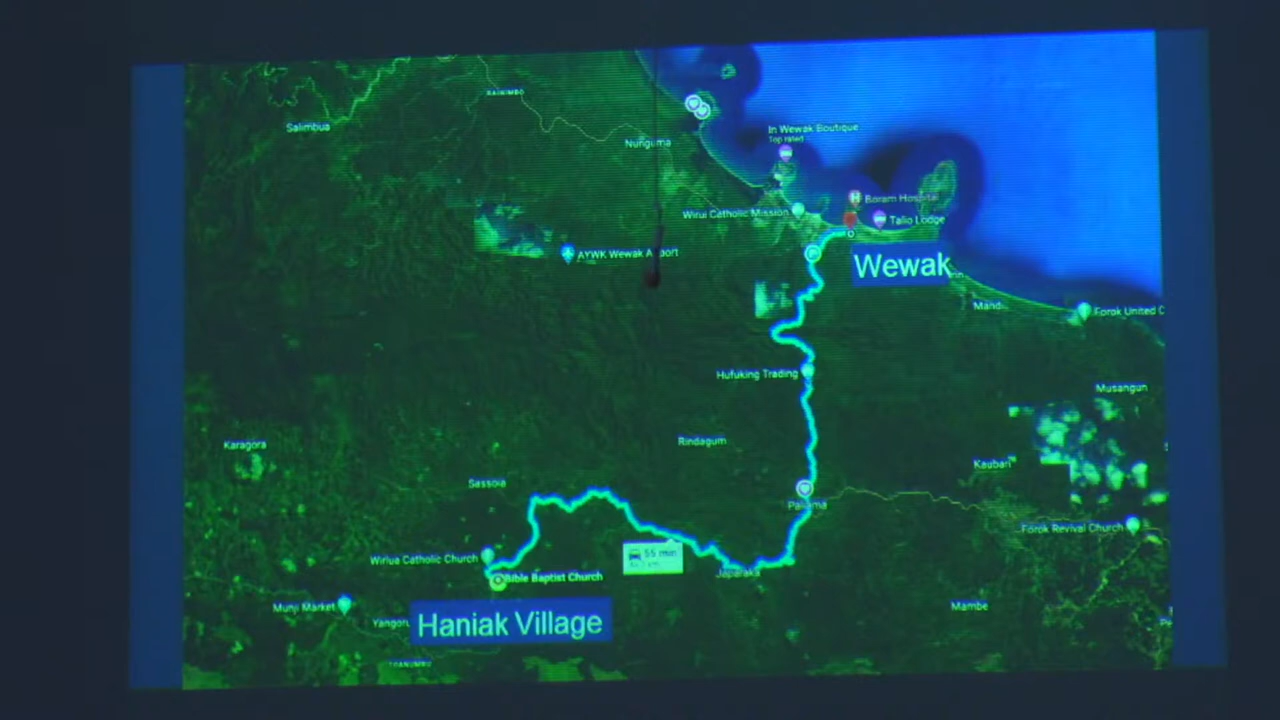 Salimbua
Nunguma
In Wewak Boutique
Top rated
Wirui Catholic Mission
Boram Hospital
Talio Lodge
AYWK Wewak Airport
Wewak
Forok United C
Hufuking Trading
Musangun
Karagora
Rindagum
Kauban
Sassoia
Paliama
Forok Revival Church
55 min
Wirlua Catholic Church
Bible Baptist Church
Japaraka
Munji Market
Yangoru
Haniak Village
Mambe